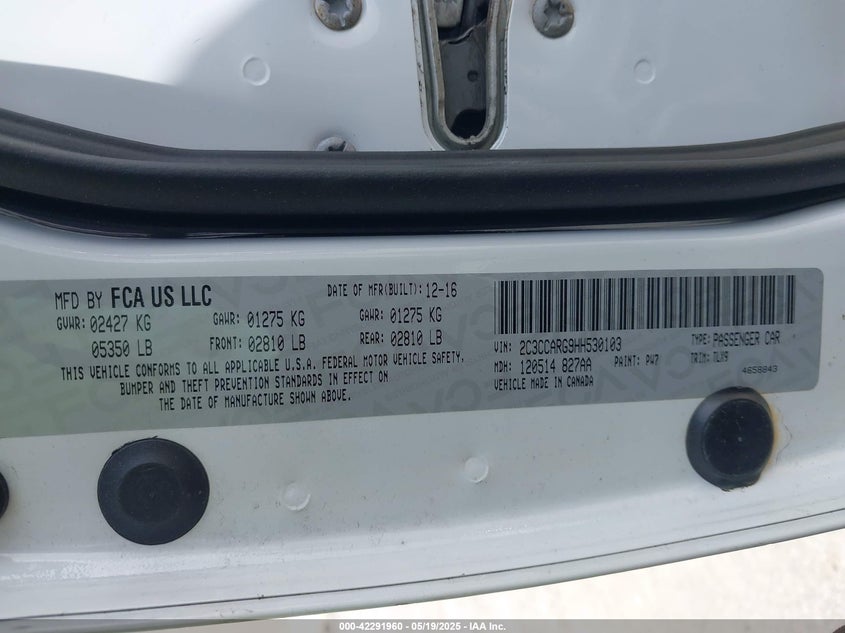 MFD BY FCA US LLC
DATE OF MFR(BUILT): 12-16
GVWR: 02427 KG
GAWR: 01275 KG
GAWR: 01275 KG
05350 LB
FRONT: 02810 LB
REAR: 02810 LB
THIS VEHICLE CONFORMS TO ALL APPLICABLE U.S.A. FEDERAL MOTOR VEHICLE SAFETY,
BUMPER AND THEFT PREVENTION STANDARDS IN EFFECT ON
THE DATE OF MANUFACTURE SHOWN ABOVE.
VIN: 2C3CCARG9HH530103
TYPE: PASSENGER CAR
MDH: 120514 827AA
PAINT: PW7
TRIM: TLX9
VEHICLE MADE IN CANADA
4658843
000-42291960 - 05/19/2025 - IAA Inc.